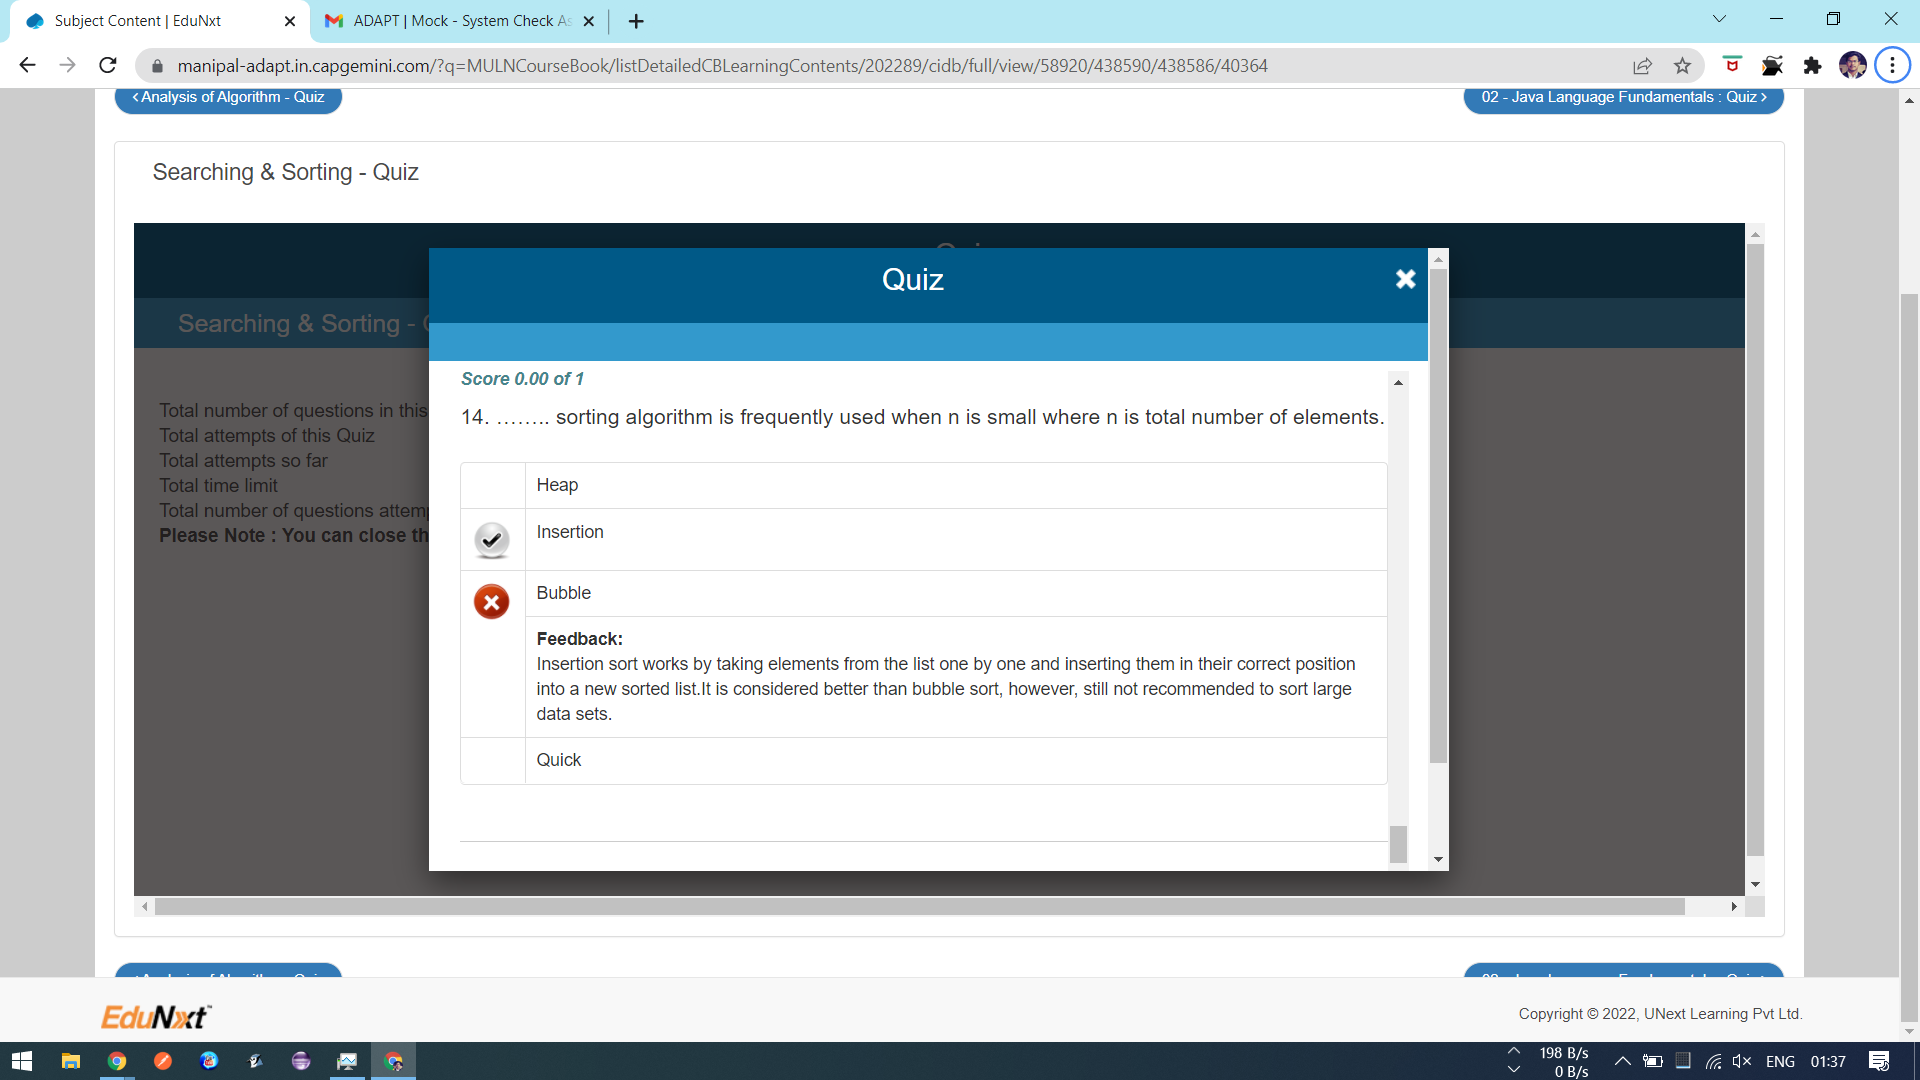 Subject Content | EduNxt
ADAPT | Mock - System Check As
manipal-adapt.in.capgemini.com/?q=MULNCourseBook/listDetailedCBLearningContents/202289/cidb/full/view/58920/438590/438586/40364
Analysis of Algorithm - Quiz
02 - Java Language Fundamentals : Quiz
Searching & Sorting - Quiz
Quiz
Searching & Sorting -
Score 0.00 of 1
14. …….. sorting algorithm is frequently used when n is small where n is total number of elements.
Total number of questions in this
Total attempts of this Quiz
Total attempts so far
Total time limit
Total number of questions attem
Please Note : You can close th
Heap
Insertion
Bubble
Feedback:
Insertion sort works by taking elements from the list one by one and inserting them in their correct position
into a new sorted list.It is considered better than bubble sort, however, still not recommended to sort large
data sets.
Quick
EduNxt
Copyright © 2022, UNext Learning Pvt Ltd.
198 B/s
0 B/s
ENG
01:37